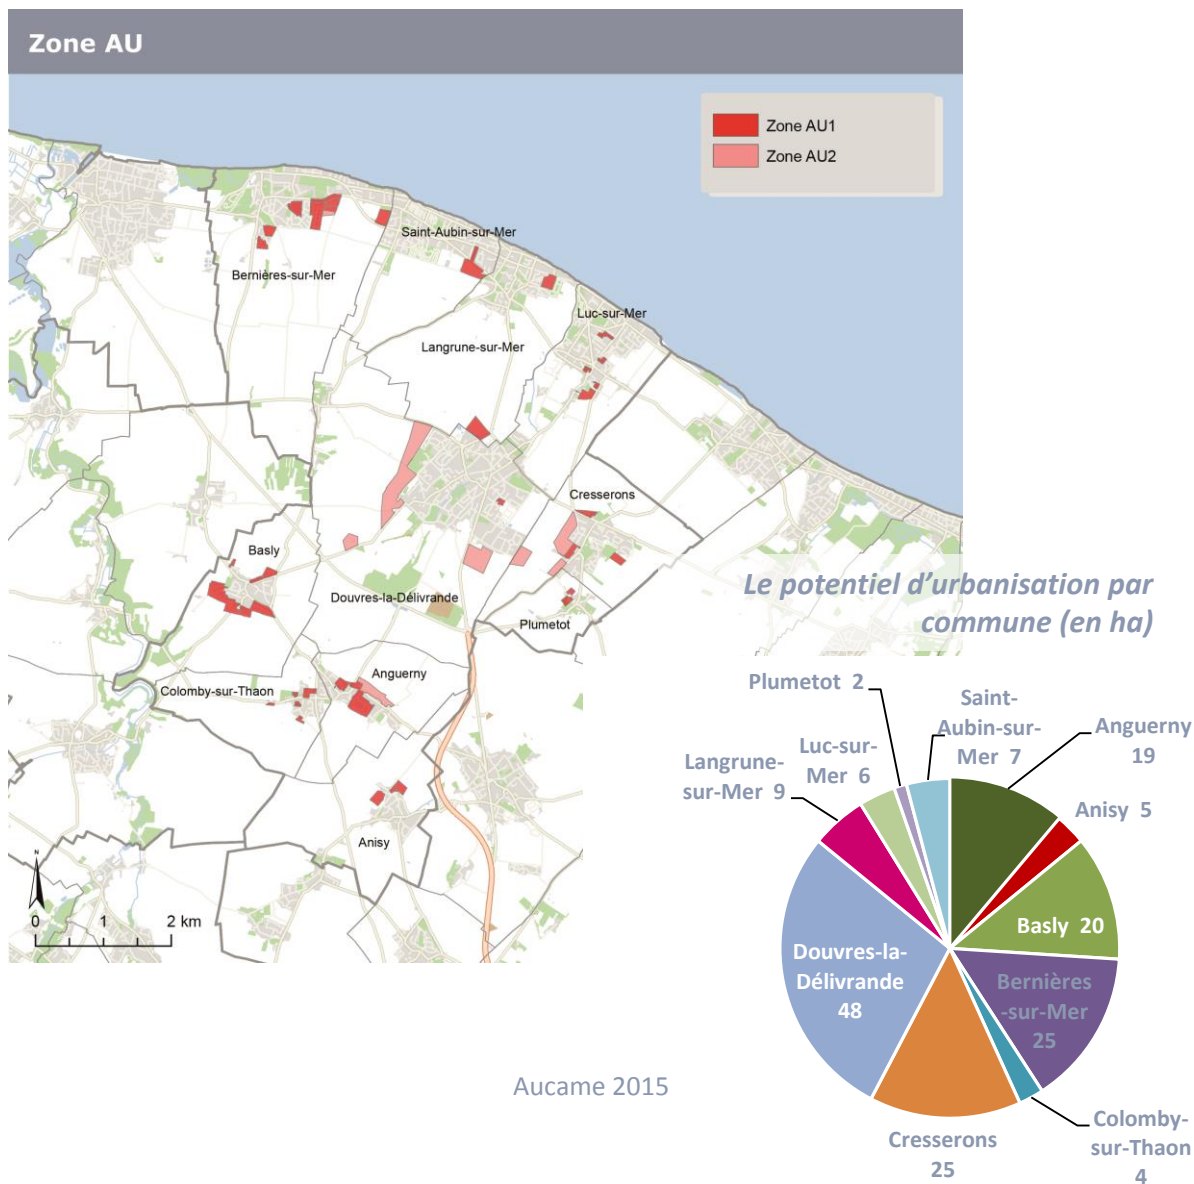 Zone AU
Zone AU1
Zone AU2
Saint-Aubin-sur-Mer
Bernières-sur-Mer
Luc-sur-Mer
Langrune-sur-Mer
Cresserons
Basly
Douvres-la-Délivrande
Plumetot
Anguerny
Colomby-sur-Thaon
Anisy
N
0 1 2 km
Le potentiel d'urbanisation par
commune (en ha)
Plumetot 2
Saint-
Aubin-sur-
Mer 7
Anguerny
19
Luc-sur-
Mer 6
Langrune-
sur-Mer 9
Anisy 5
Basly 20
Douvres-la-
Délivrande
48
Bernières
-sur-Mer
25
Aucame 2015
Colomby-
sur-Thaon
4
Cresserons
25